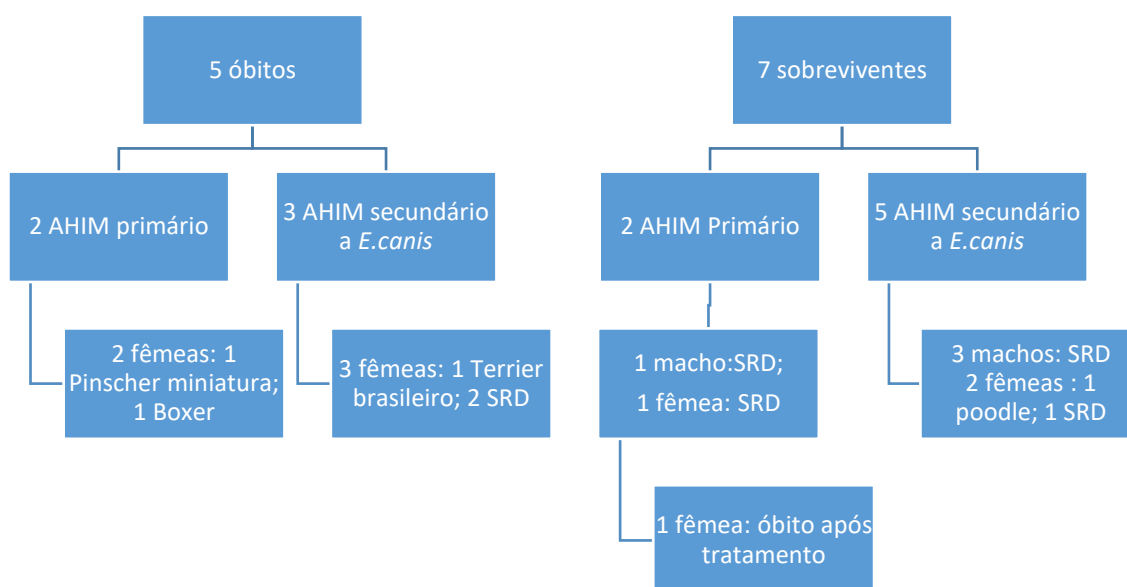 5 óbitos
2 AHIM primário
3 AHIM secundário
a E.canis
2 fêmeas: 1
Pinscher miniatura;
1 Boxer
3 fêmeas: 1 Terrier
brasileiro; 2 SRD
7 sobreviventes
2 AHIM Primário
5 AHIM secundário
a E.canis
1 macho:SRD;
1 fêmea: SRD
3 machos: SRD
2 fêmeas : 1
poodle; 1 SRD
1 fêmea: óbito após
tratamento